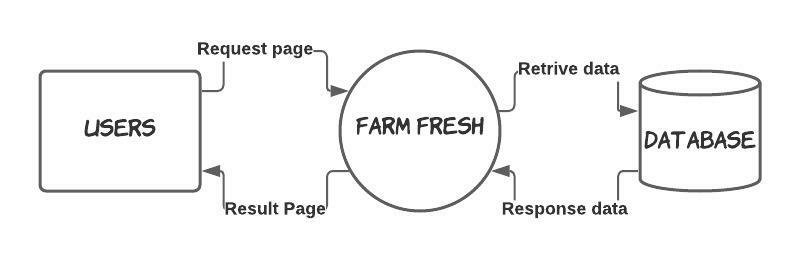 Request page
Retrive data
USERS
FARM FRESH
DATABASE
Result Page
Response data